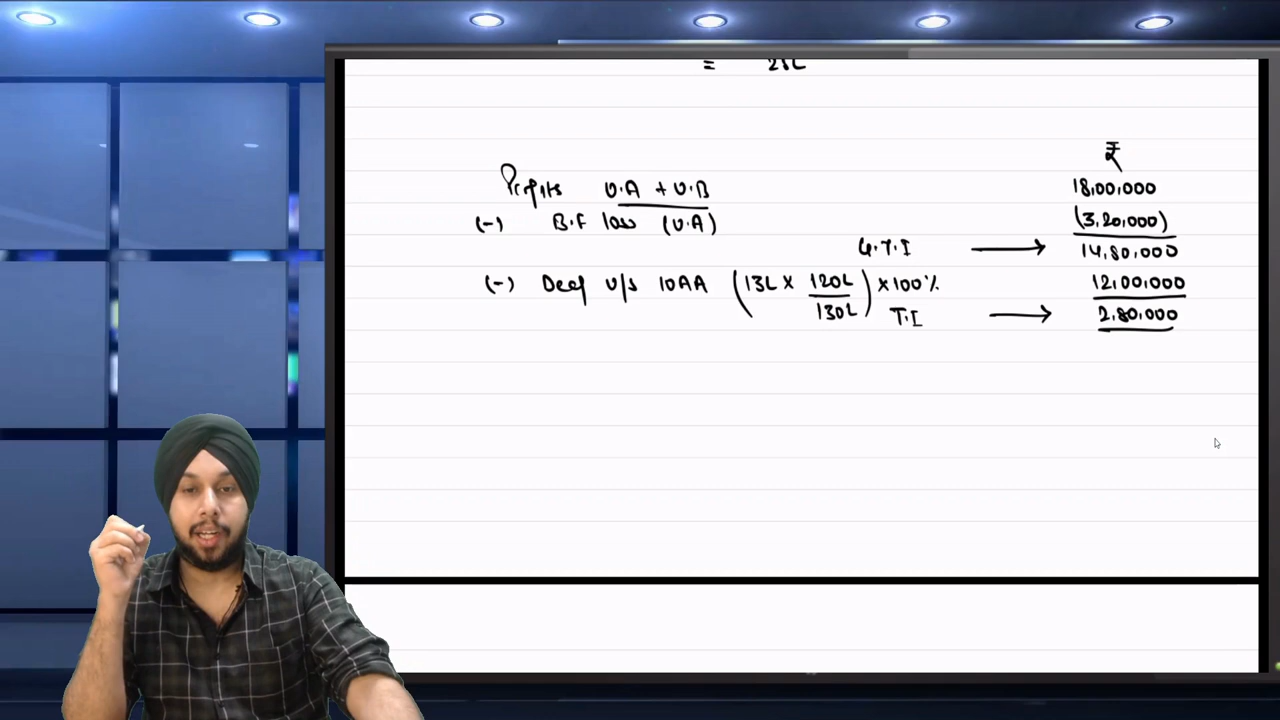 = 25L
₹
Profits U.A + U.B 18,00,000
(-) B.F loss (U.A) (3,20,000)
G.T.I → 14,80,000
(-) Ded u/s 10AA (13L × 120L/130L) × 100% 12,00,000
T.I → 2,80,000